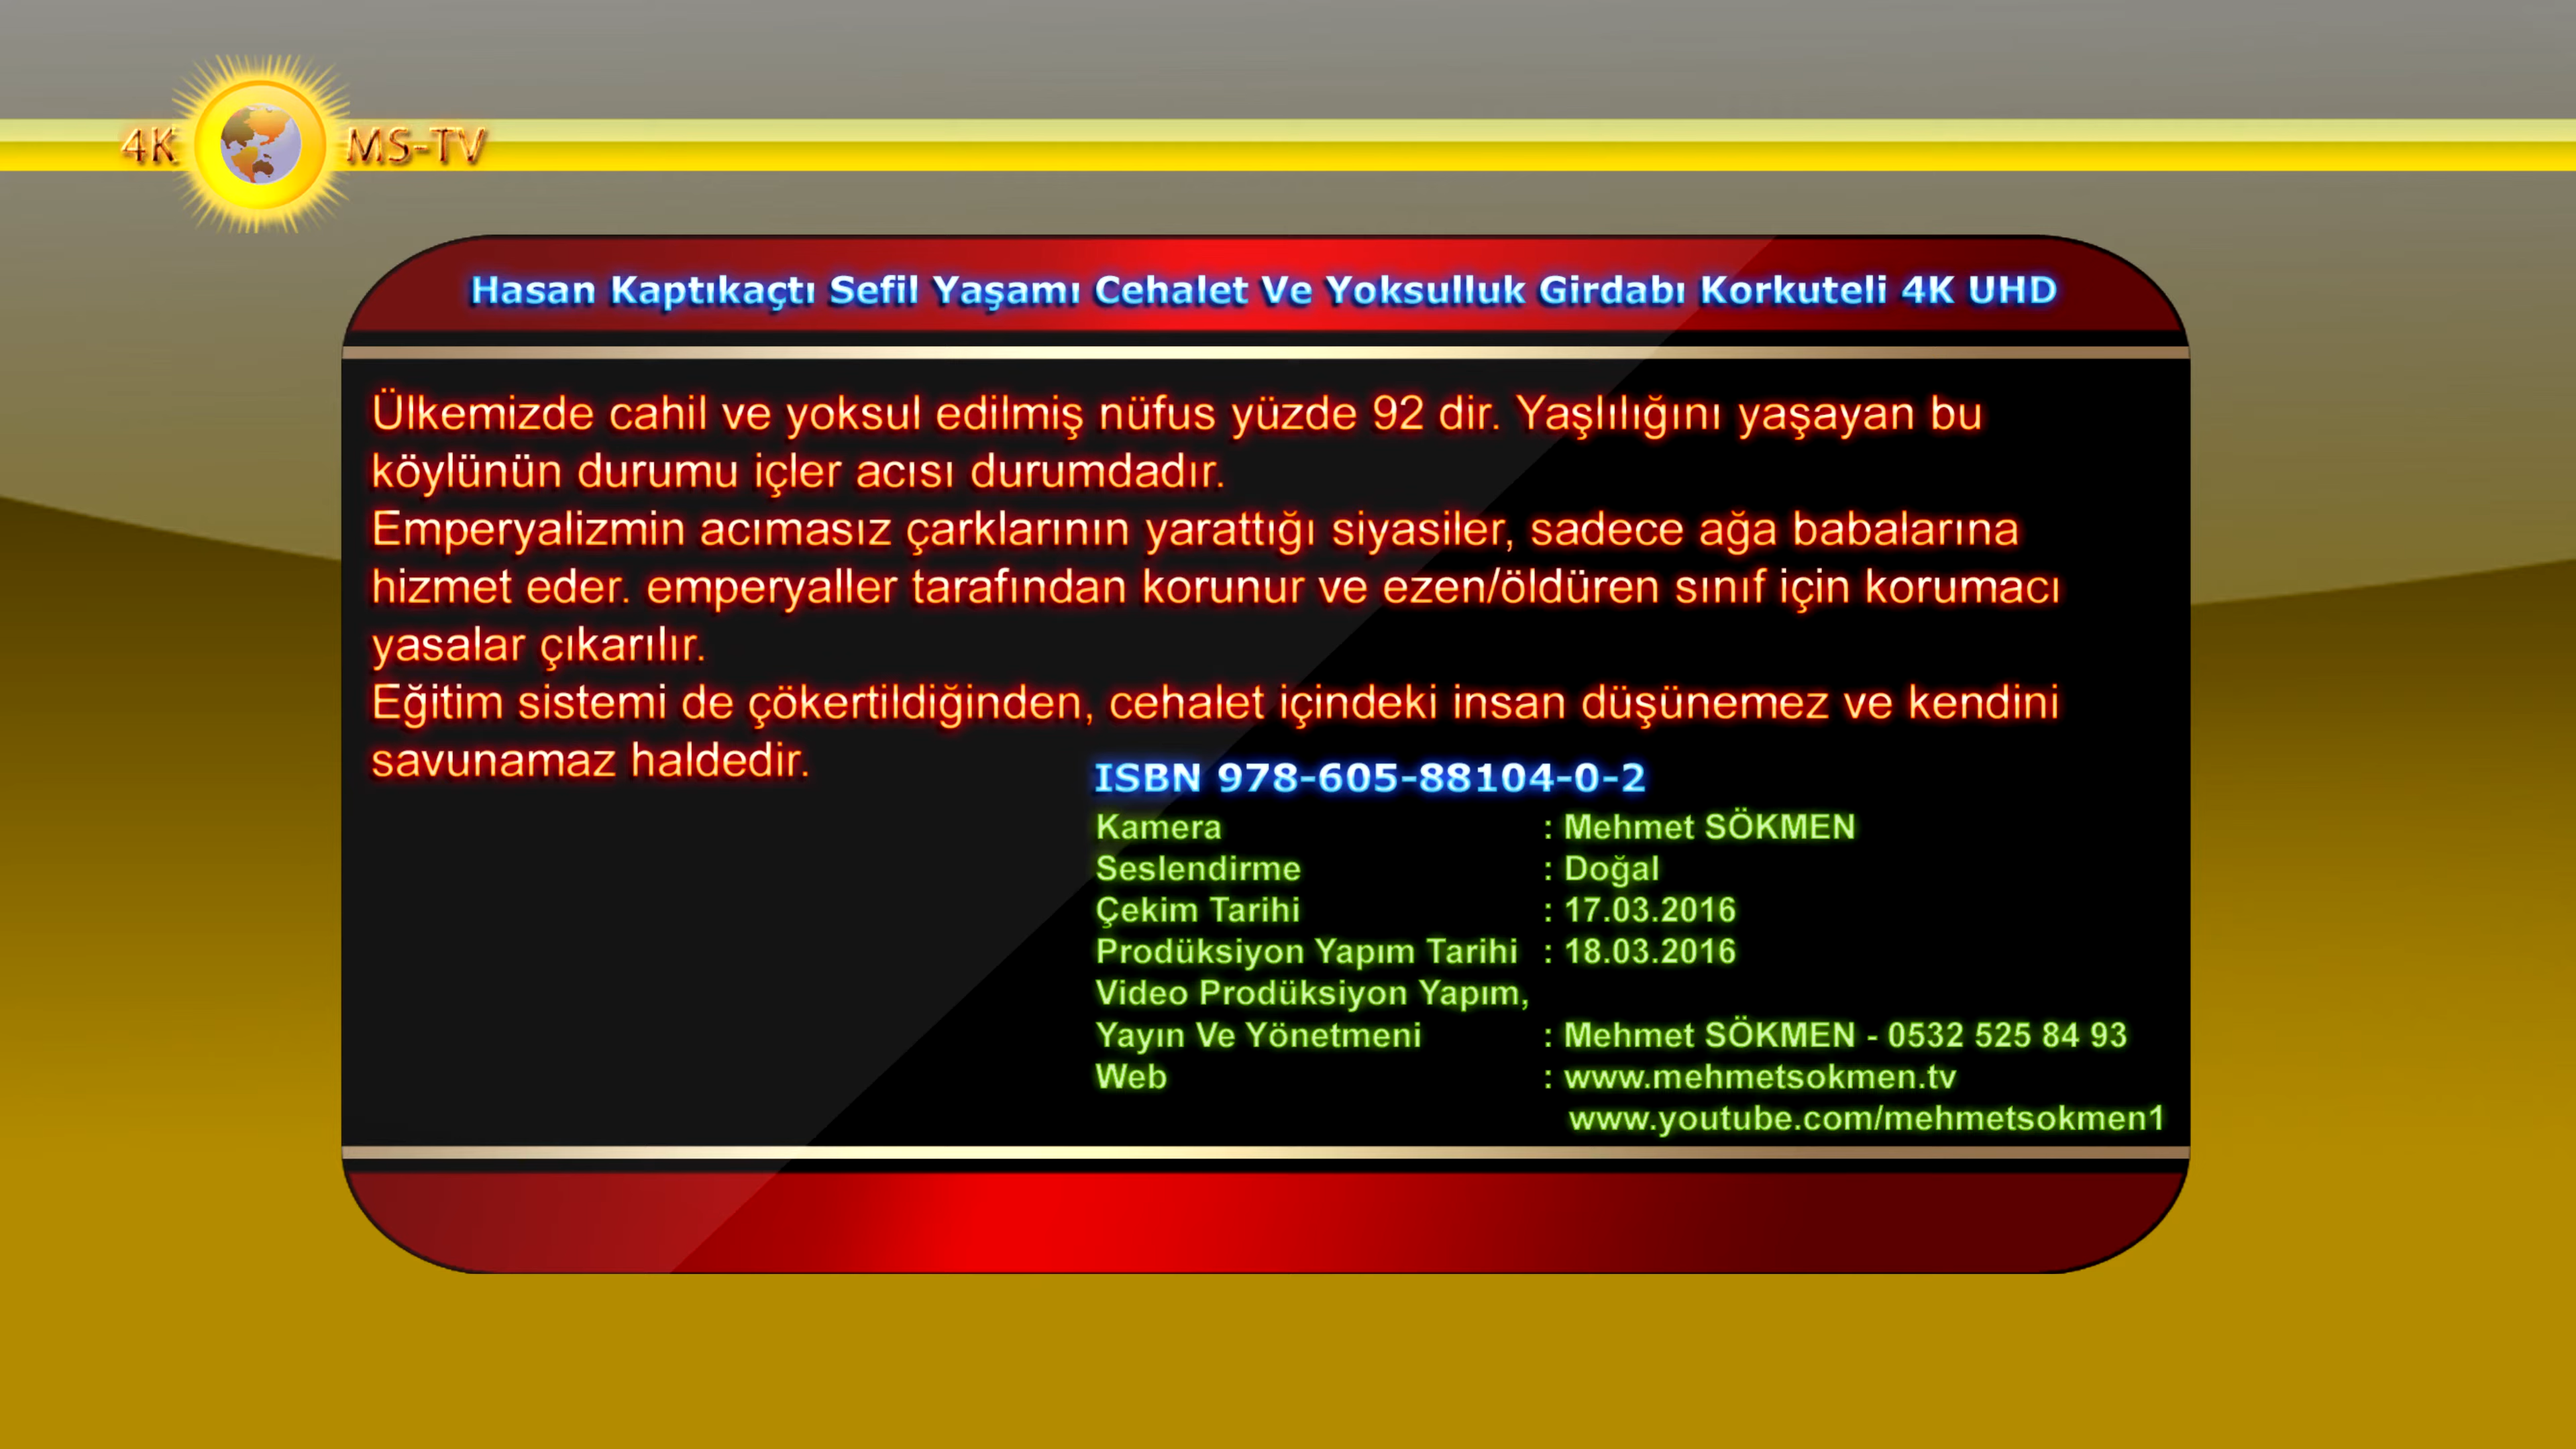 4K MS-TV
Hasan Kaptıkaçtı Sefil Yaşamı Cehalet Ve Yoksulluk Girdabı Korkuteli 4K UHD
Ülkemizde cahil ve yoksul edilmiş nüfus yüzde 92 dir. Yaşlılığını yaşayan bu
köylünün durumu içler acısı durumdadır.
Emperyalizmin acımasız çarklarının yarattığı siyasiler, sadece ağa babalarına
hizmet eder. emperyaller tarafından korunur ve ezen/öldüren sınıf için korumacı
yasalar çıkarılır.
Eğitim sistemi de çökertildiğinden, cehalet içindeki insan düşünemez ve kendini
savunamaz haldedir.
ISBN 978-605-88104-0-2
Kamera : Mehmet SÖKMEN
Seslendirme : Doğal
Çekim Tarihi : 17.03.2016
Prodüksiyon Yapım Tarihi : 18.03.2016
Video Prodüksiyon Yapım,
Yayın Ve Yönetmeni : Mehmet SÖKMEN - 0532 525 84 93
Web : www.mehmetsokmen.tv
www.youtube.com/mehmetsokmen1